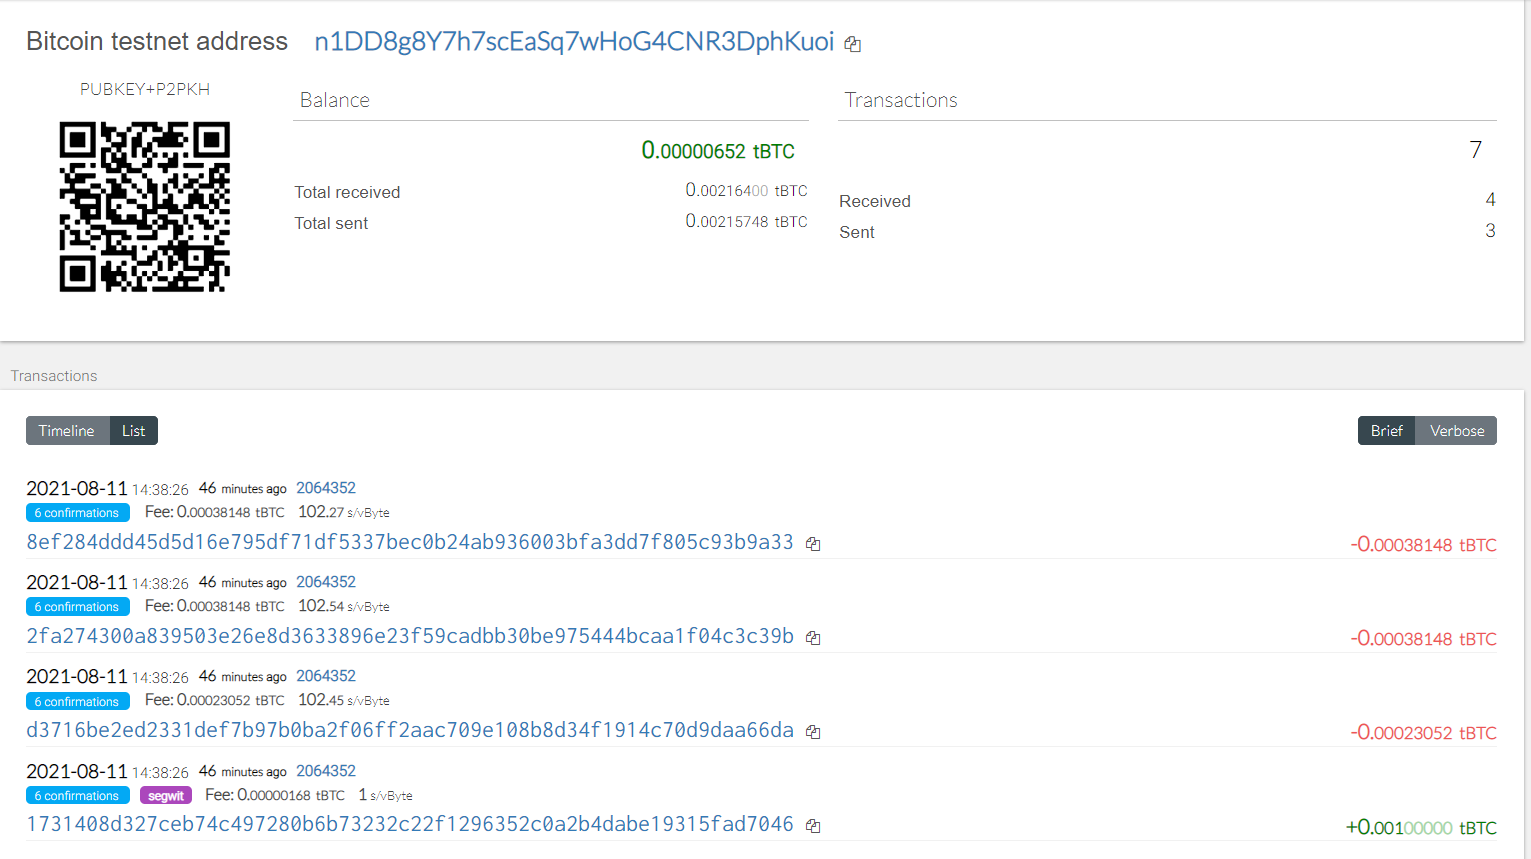 Bitcoin testnet address n1DD8g8Y7h7scEaSq7wHoG4CNR3DphKuoi
PUBKEY+P2PKH
Balance
0.00000652 tBTC
Total received 0.00216400 tBTC
Total sent 0.00215748 tBTC
Transactions
7
Received 4
Sent 3
Transactions
Timeline List Brief Verbose
2021-08-11 14:38:26 46 minutes ago 2064352
6 confirmations Fee: 0.00038148 tBTC 102.27 s/vByte
8ef284ddd45d5d16e795df71df5337bec0b24ab936003bfa3dd7f805c93b9a33 -0.00038148 tBTC
2021-08-11 14:38:26 46 minutes ago 2064352
6 confirmations Fee: 0.00038148 tBTC 102.54 s/vByte
2fa274300a839503e26e8d3633896e23f59cadbb30be975444bcaa1f04c3c39b -0.00038148 tBTC
2021-08-11 14:38:26 46 minutes ago 2064352
6 confirmations Fee: 0.00023052 tBTC 102.45 s/vByte
d3716be2ed2331def7b97b0ba2f06ff2aac709e108b8d34f1914c70d9daa66da -0.00023052 tBTC
2021-08-11 14:38:26 46 minutes ago 2064352
6 confirmations segwit Fee: 0.00000168 tBTC 1 s/vByte
1731408d327ceb74c497280b6b73232c22f1296352c0a2b4dabe19315fad7046 +0.00100000 tBTC